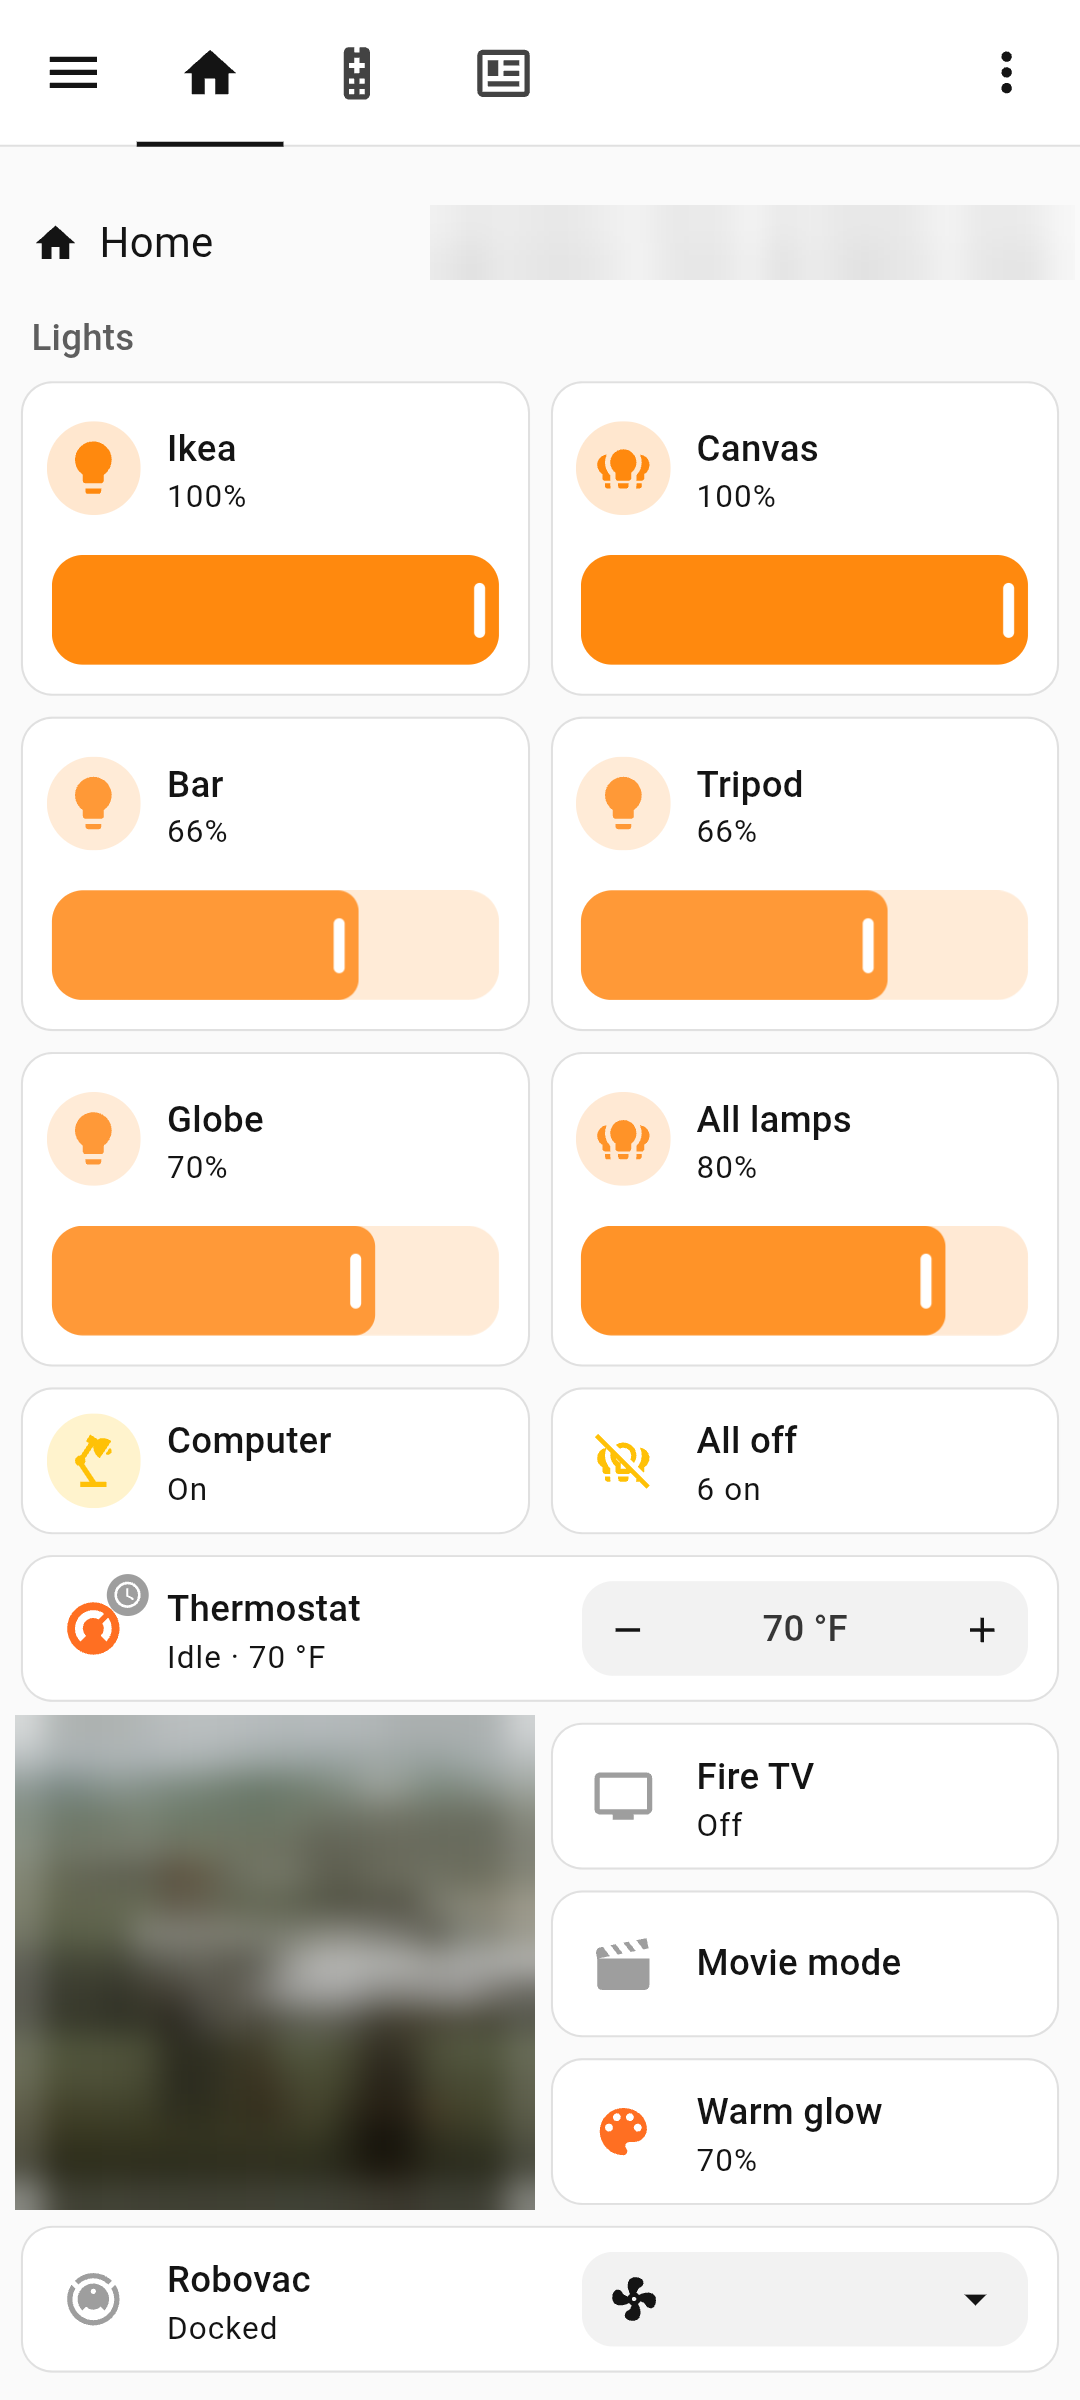 Home
Lights
Ikea
100%
Canvas
100%
Bar
66%
Tripod
66%
Globe
70%
All lamps
80%
Computer
On
All off
6 on
Thermostat
Idle · 70 °F
70 °F
Fire TV
Off
Movie mode
Warm glow
70%
Robovac
Docked